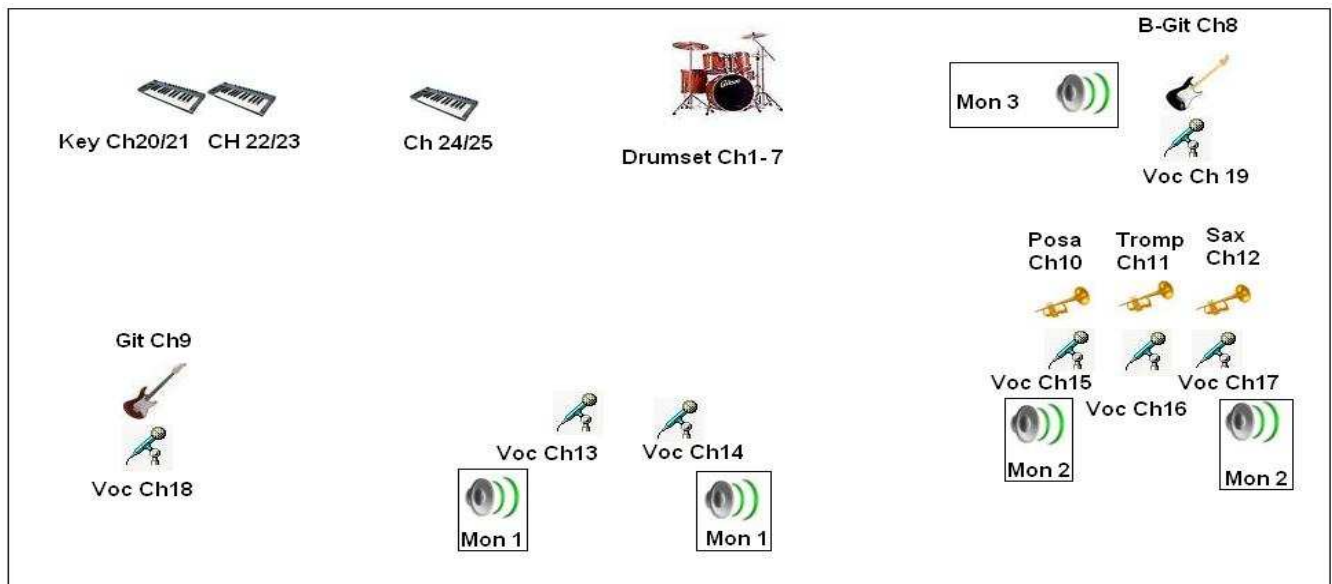 B-Git Ch8
Mon 3
Key Ch20/21
CH 22/23
Ch 24/25
Drumset Ch1-7
Voc Ch 19
Posa
Ch10
Tromp
Ch11
Sax
Ch12
Git Ch9
Voc Ch15
Voc Ch17
Voc Ch16
Voc Ch13
Voc Ch14
Voc Ch18
Mon 2
Mon 2
Mon 1
Mon 1